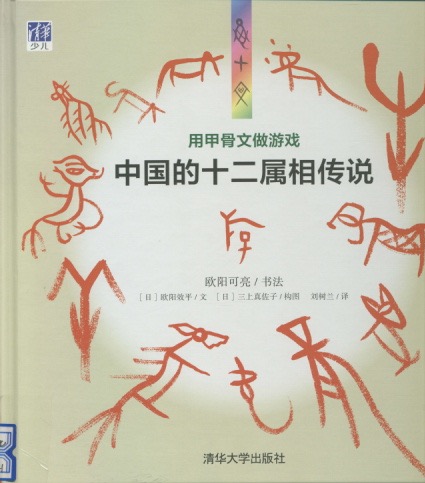 清华
少儿
用甲骨文做游戏
中国的十二属相传说
欧阳可亮/书法
[日]欧阳效平/文 [日]三上真佐子/构图 刘树兰/译
清华大学出版社